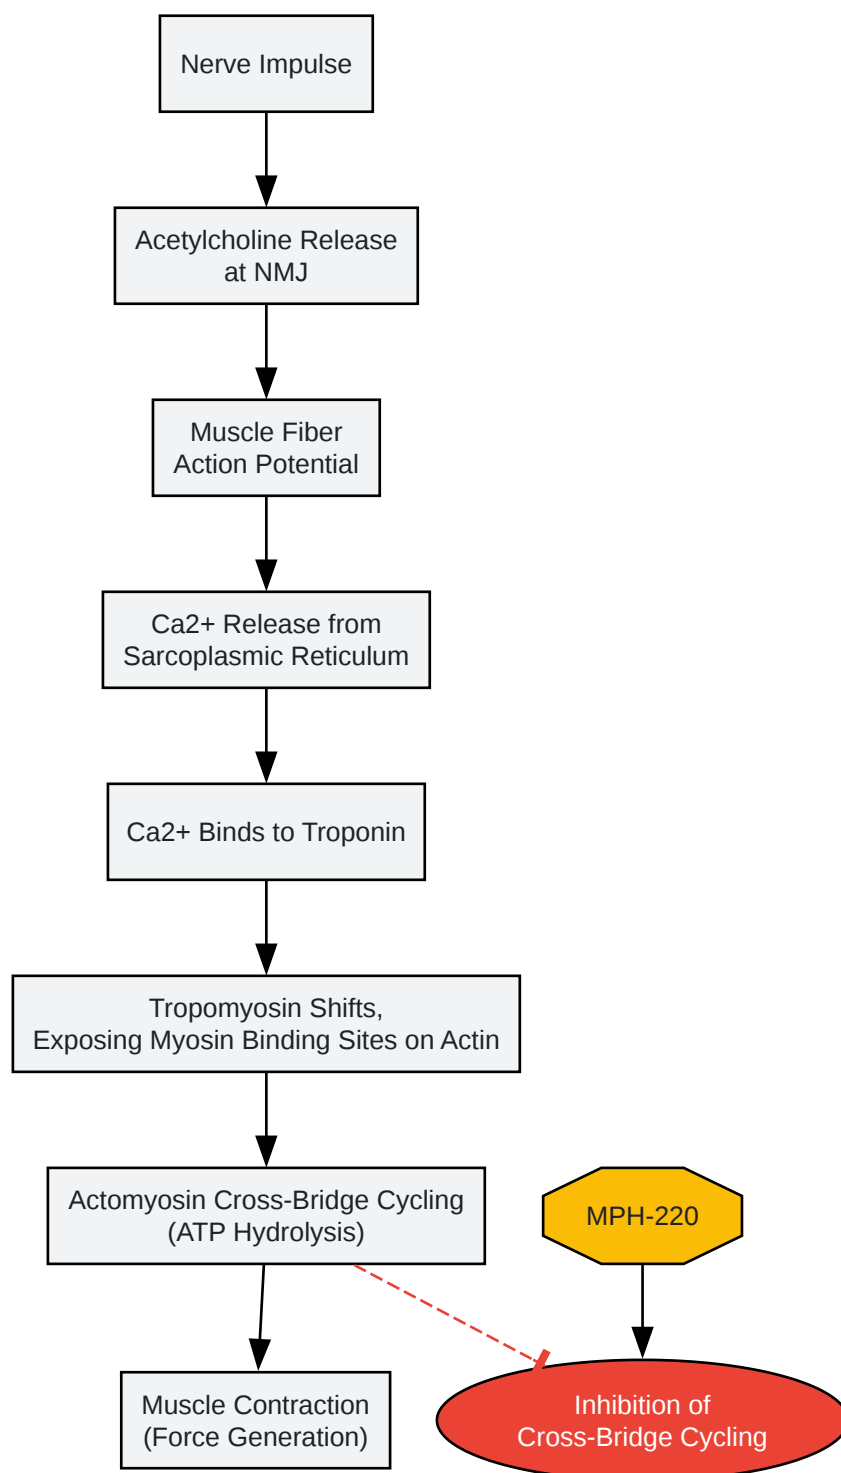 Nerve Impulse
Acetylcholine Release
at NMJ
Muscle Fiber
Action Potential
Ca2+ Release from
Sarcoplasmic Reticulum
Ca2+ Binds to Troponin
Tropomyosin Shifts,
Exposing Myosin Binding Sites on Actin
Actomyosin Cross-Bridge Cycling
(ATP Hydrolysis)
MPH-220
Muscle Contraction
(Force Generation)
Inhibition of
Cross-Bridge Cycling